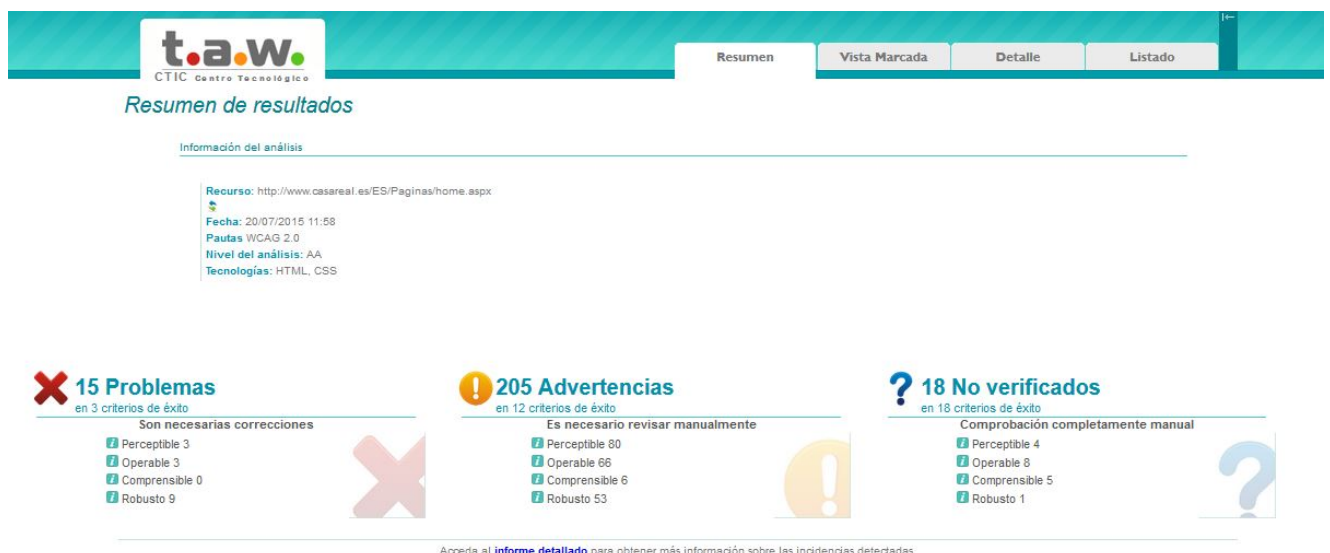 t.a.w.
CTIC Centro Tecnológico
Resumen
Vista Marcada
Detalle
Listado
Resumen de resultados
Información del análisis
Recurso: http://www.casareal.es/ES/Paginas/home.aspx
Fecha: 20/07/2015 11:58
Pautas WCAG 2.0
Nivel del análisis: AA
Tecnologías: HTML, CSS
15 Problemas
en 3 criterios de éxito
Son necesarias correcciones
Perceptible 3
Operable 3
Comprensible 0
Robusto 9
205 Advertencias
en 12 criterios de éxito
Es necesario revisar manualmente
Perceptible 80
Operable 66
Comprensible 6
Robusto 53
18 No verificados
en 18 criterios de éxito
Comprobación completamente manual
Perceptible 4
Operable 8
Comprensible 5
Robusto 1
Acceda al informe detallado para obtener más información sobre las incidencias detectadas